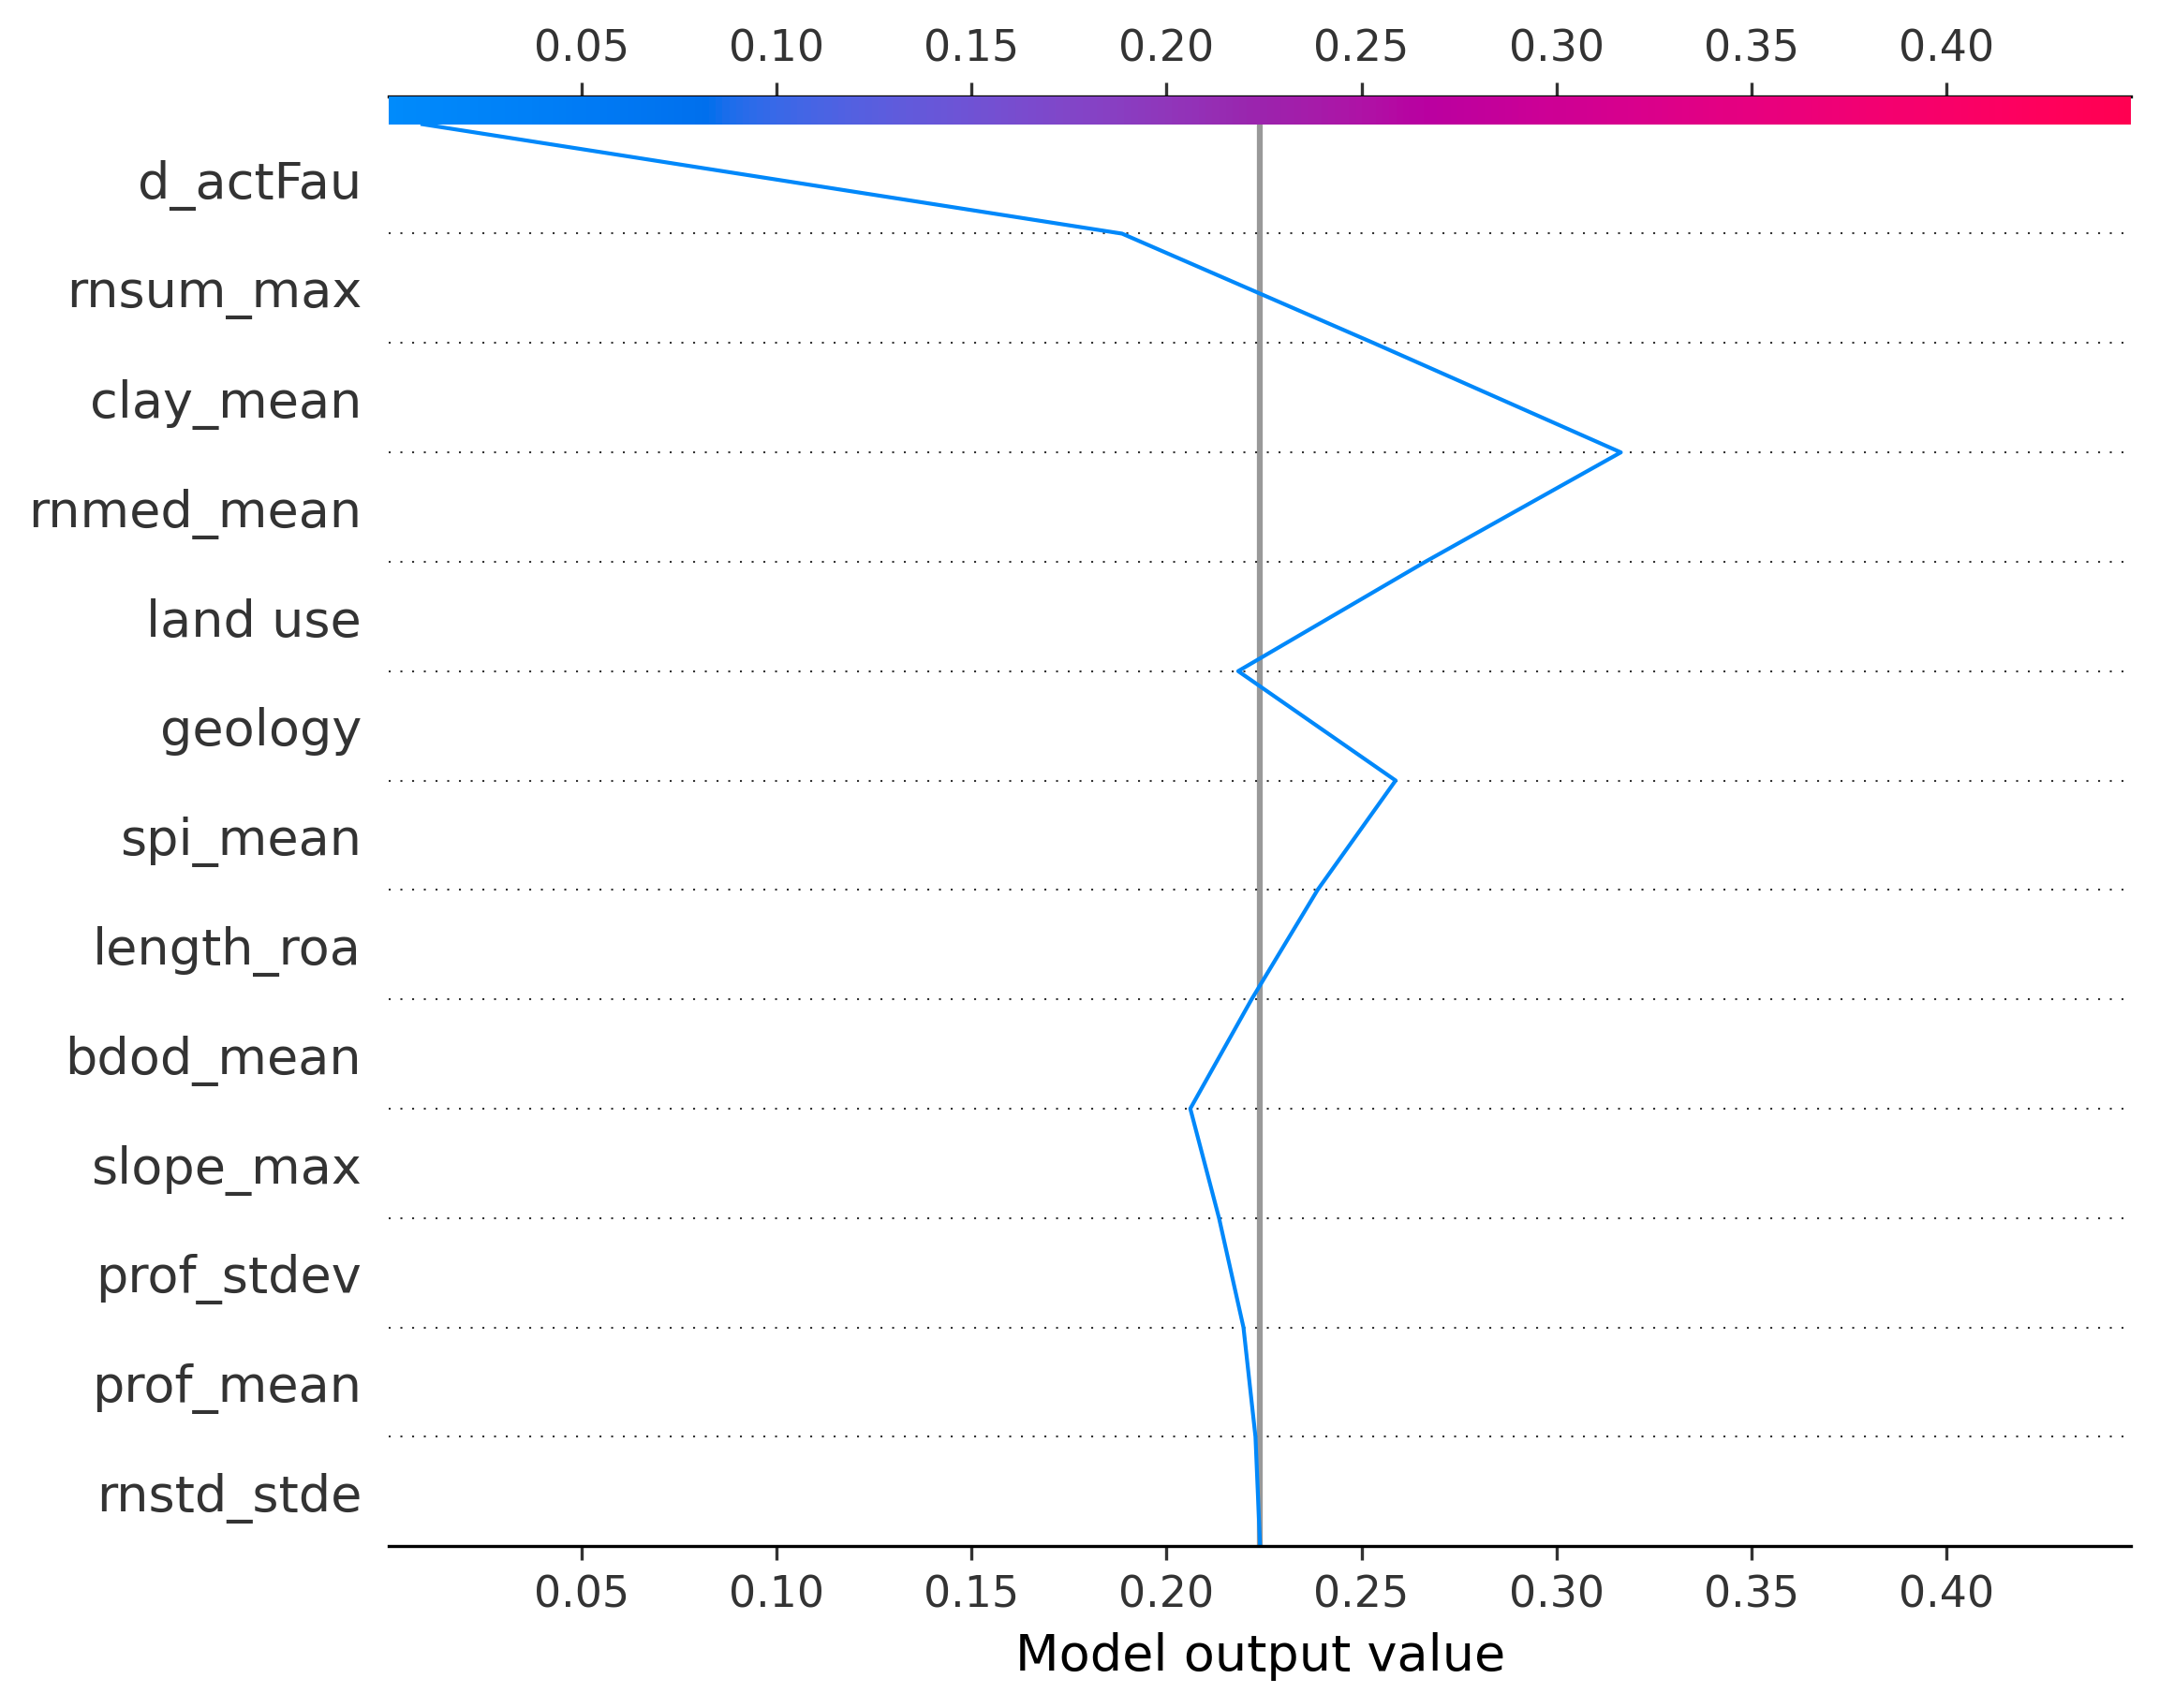 0.05 0.10 0.15 0.20 0.25 0.30 0.35 0.40
d_actFau
rnsum_max
clay_mean
rnmed_mean
land use
geology
spi_mean
length_roa
bdod_mean
slope_max
prof_stdev
prof_mean
rnstd_stde
0.05 0.10 0.15 0.20 0.25 0.30 0.35 0.40
Model output value